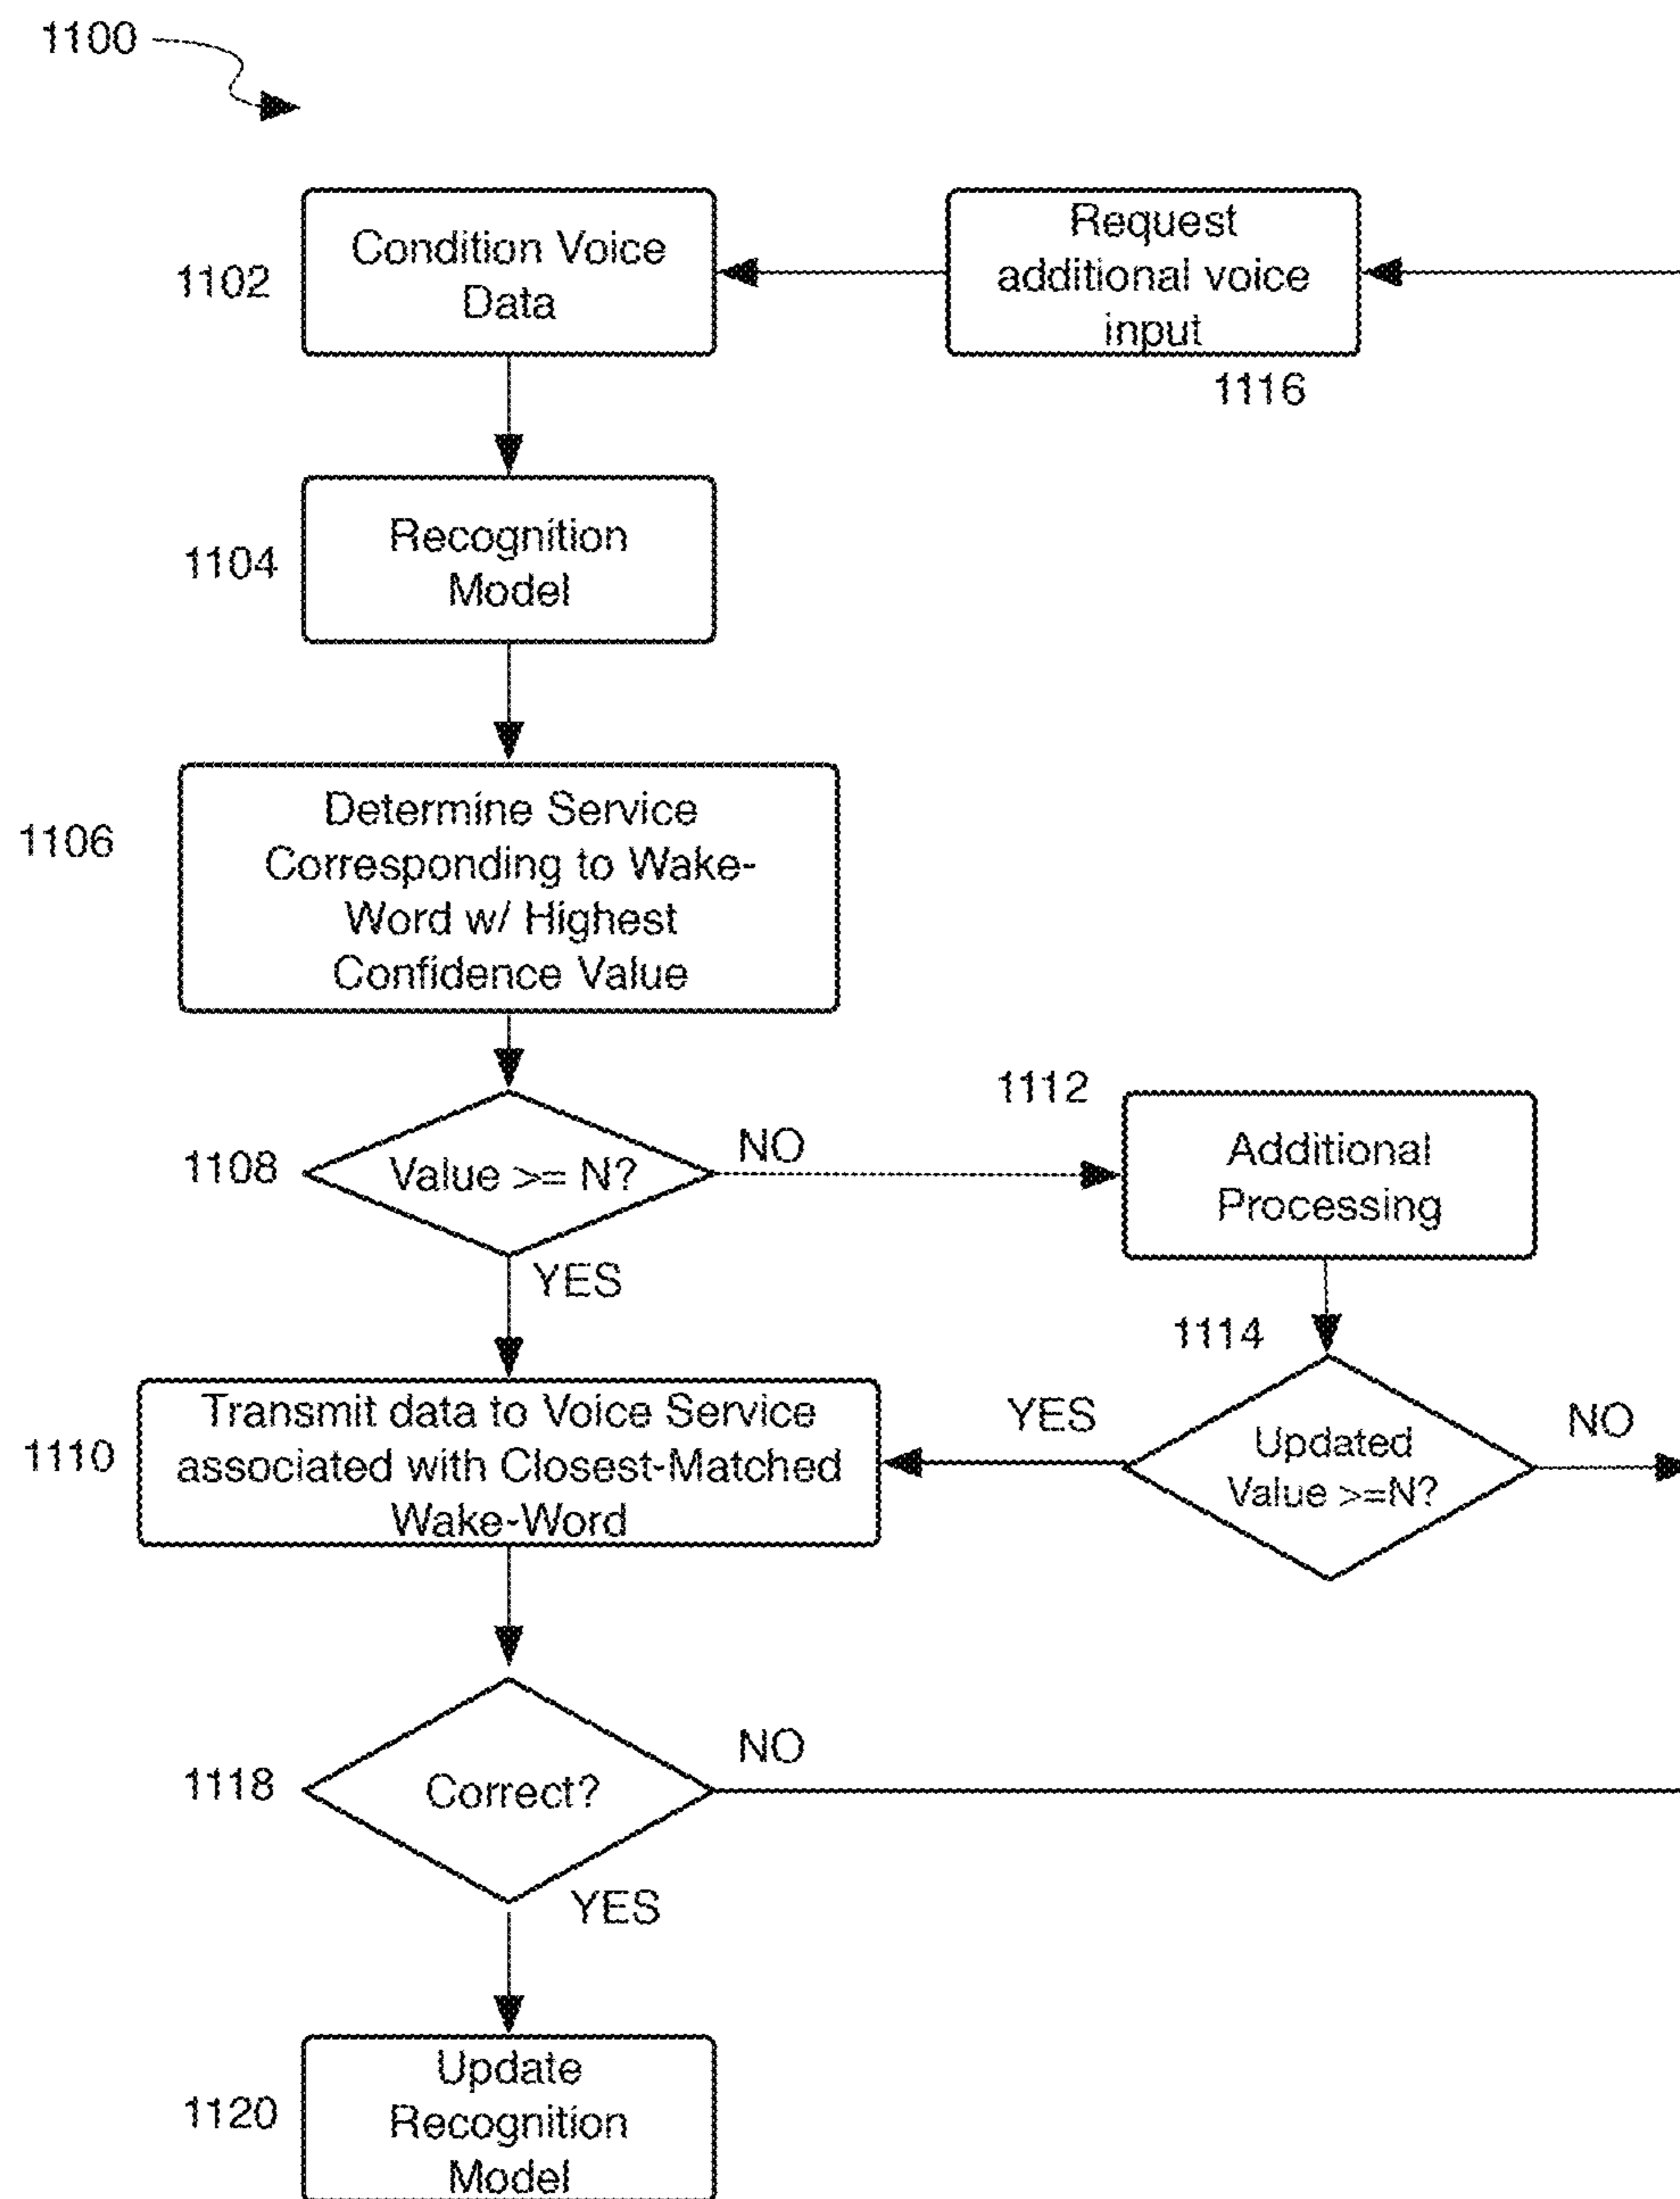 1100
1102
Condition Voice
Data
Request
additional voice
input
1116
1104
Recognition
Model
1106
Determine Service
Corresponding to Wake-
Word w/ Highest
Confidence Value
1108
Value >= N?
NO
YES
1112
Additional
Processing
1114
Updated
Value >=N?
YES
NO
1110
Transmit data to Voice Service
associated with Closest-Matched
Wake-Word
1118
Correct?
NO
YES
1120
Update
Recognition
Model